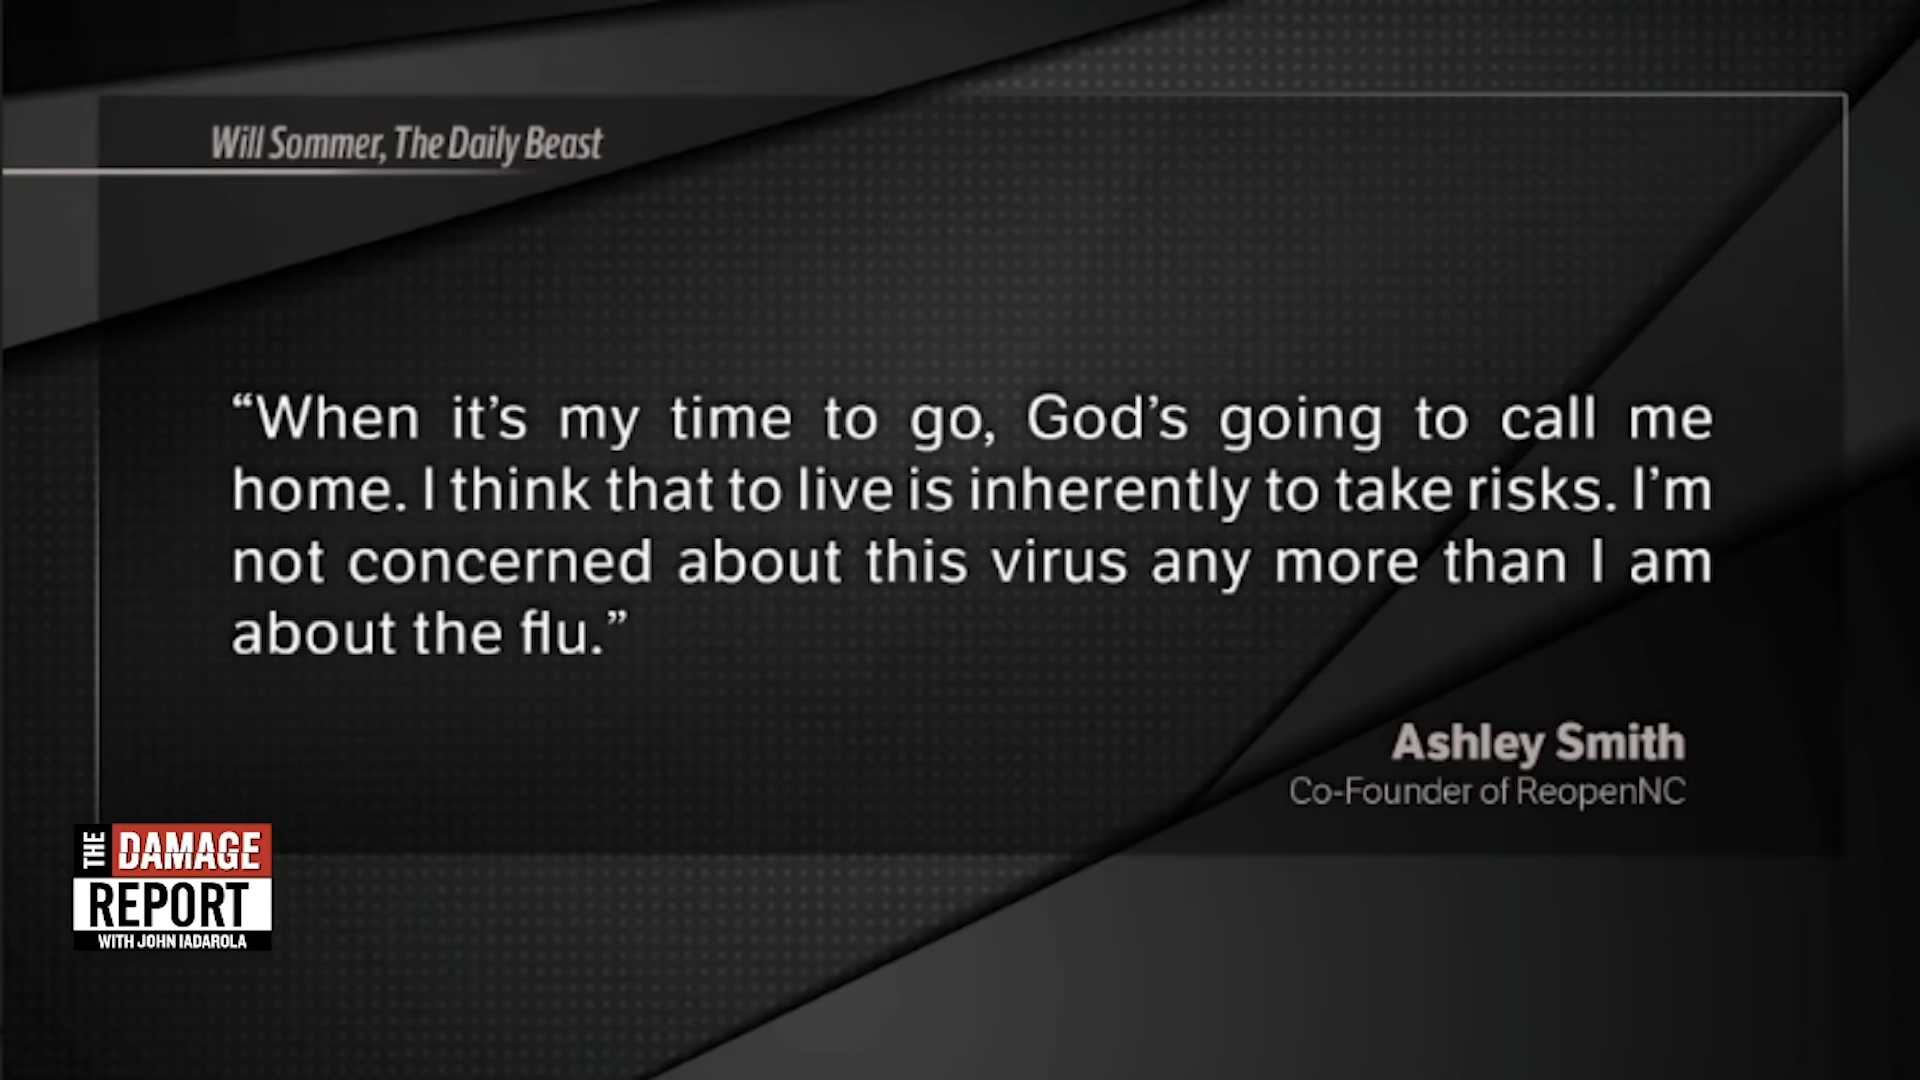 Will Sommer, The Daily Beast
“When it’s my time to go, God’s going to call me
home. I think that to live is inherently to take risks. I’m
not concerned about this virus any more than I am
about the flu.”
Ashley Smith
Co-Founder of ReopenNC
THE DAMAGE
REPORT
WITH JOHN IADAROLA